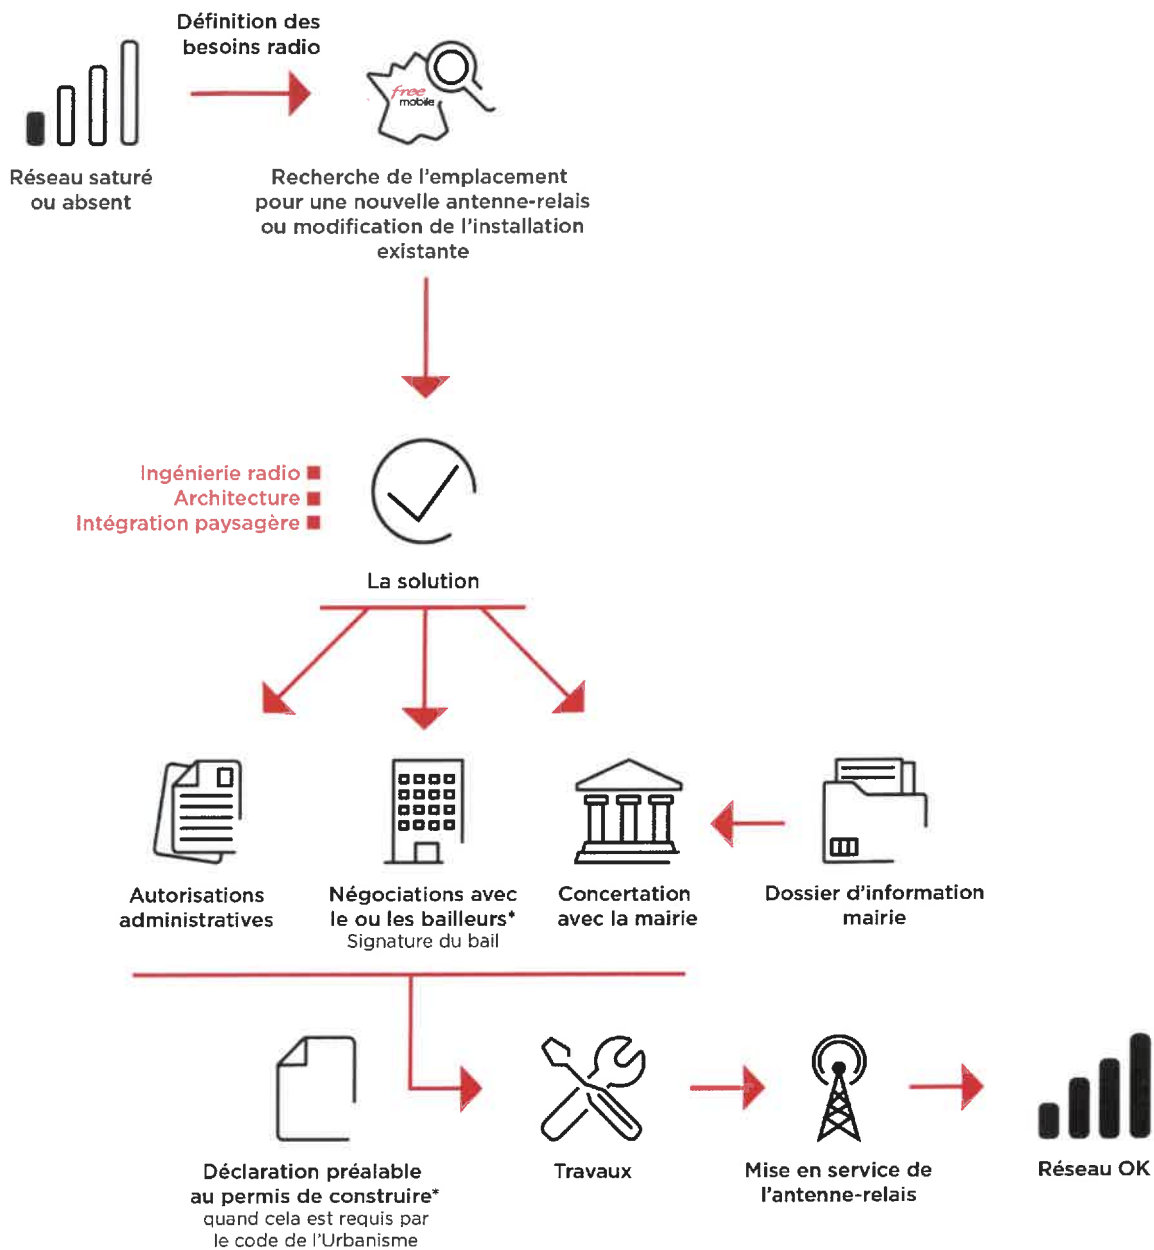 Définition des
besoins radio
free
mobile
Réseau saturé
ou absent
Recherche de l'emplacement
pour une nouvelle antenne-relais
ou modification de l'installation
existante
Ingénierie radio
Architecture
Intégration paysagère
La solution
Autorisations
administratives
Négociations avec
le ou les bailleurs*
Signature du bail
Concertation
avec la mairie
Dossier d'information
mairie
Déclaration préalable
au permis de construire*
quand cela est requis par
le code de l'Urbanisme
Travaux
Mise en service de
l'antenne-relais
Réseau OK